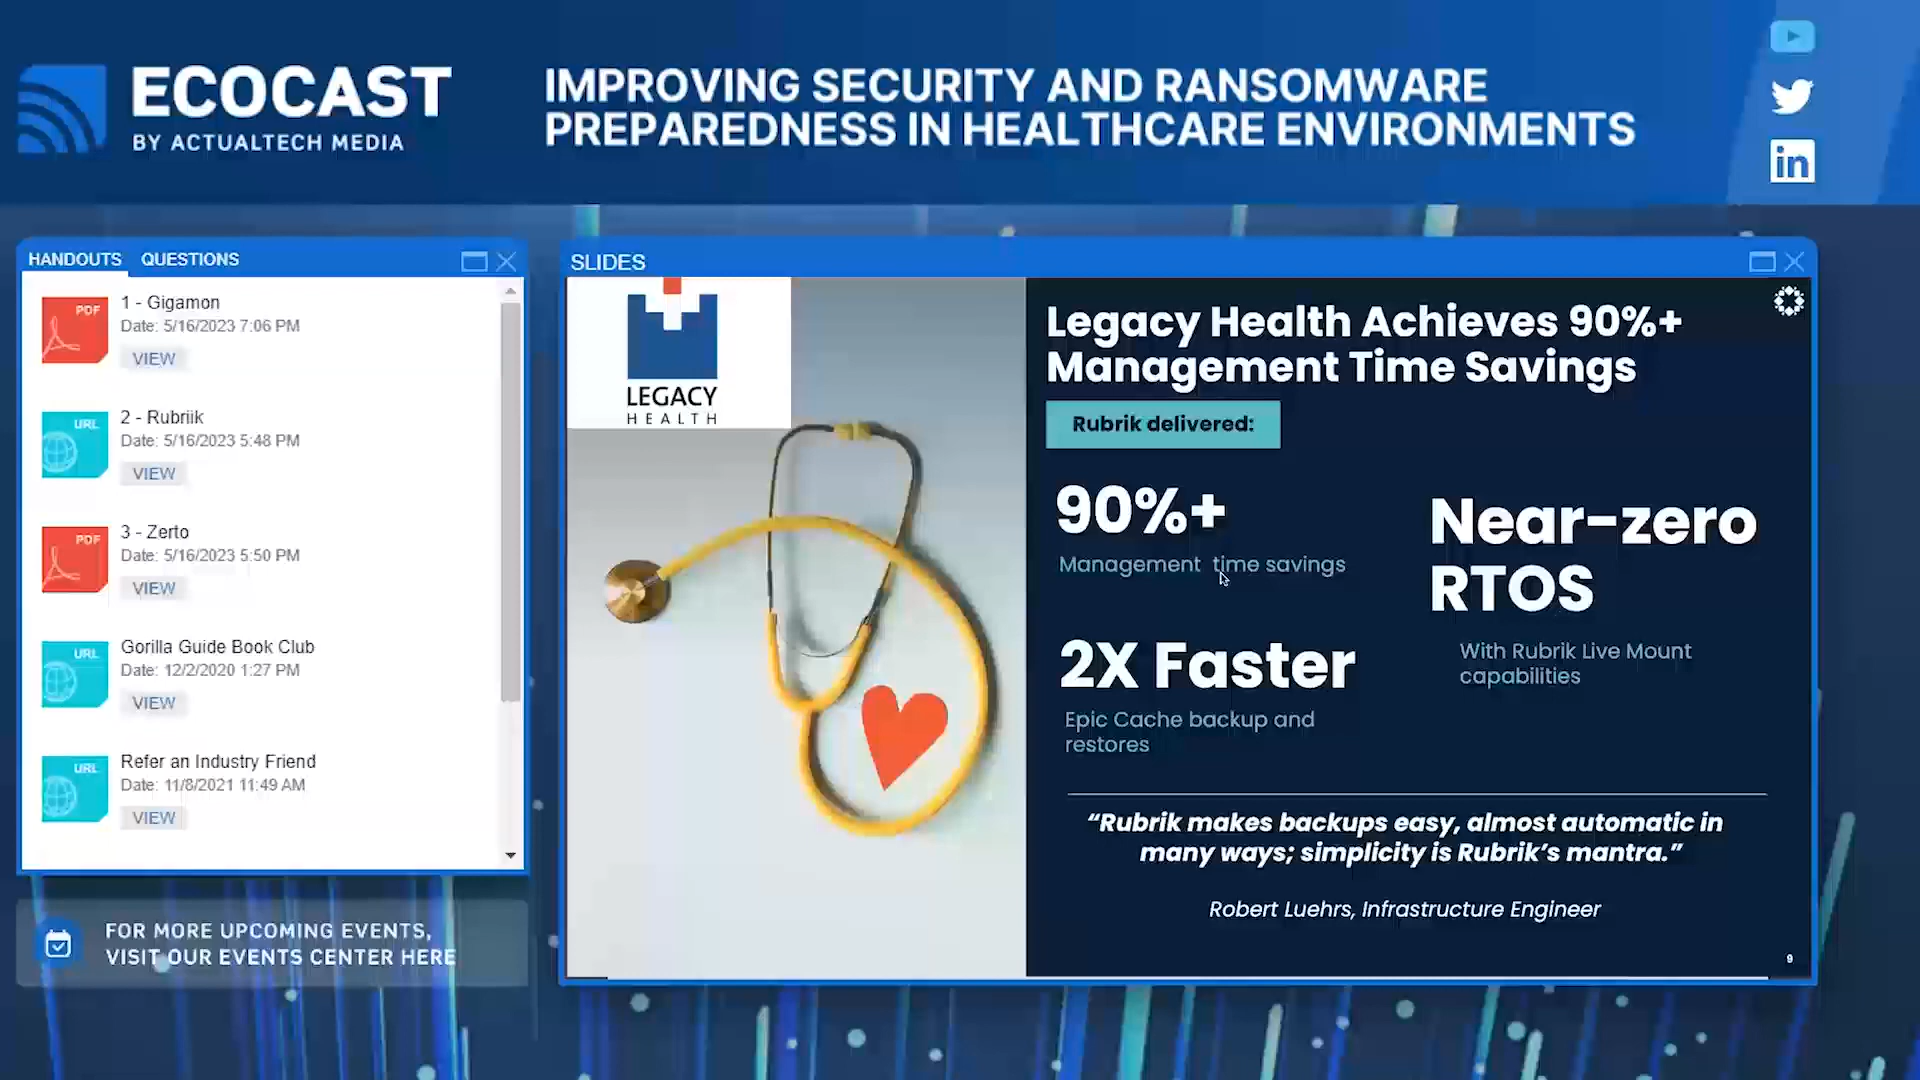 ECOCAST
BY ACTUALTECH MEDIA
IMPROVING SECURITY AND RANSOMWARE
PREPAREDNESS IN HEALTHCARE ENVIRONMENTS
in
HANDOUTS QUESTIONS
PDF
1 - Gigamon
Date: 5/16/2023 7:06 PM
VIEW
URL
2 - Rubrik
Date: 5/16/2023 5:48 PM
VIEW
PDF
3 - Zerto
Date: 5/16/2023 5:50 PM
VIEW
URL
Gorilla Guide Book Club
Date: 12/2/2020 1:27 PM
VIEW
URL
Refer an Industry Friend
Date: 11/8/2021 11:49 AM
VIEW
FOR MORE UPCOMING EVENTS,
VISIT OUR EVENTS CENTER HERE
SLIDES
LEGACY
HEALTH
Legacy Health Achieves 90%+
Management Time Savings
Rubrik delivered:
90%+
Management time savings
2X Faster
Epic Cache backup and
restores
Near-zero
RTOS
With Rubrik Live Mount
capabilities
“Rubrik makes backups easy, almost automatic in
many ways; simplicity is Rubrik’s mantra.”
Robert Luehrs, Infrastructure Engineer
9